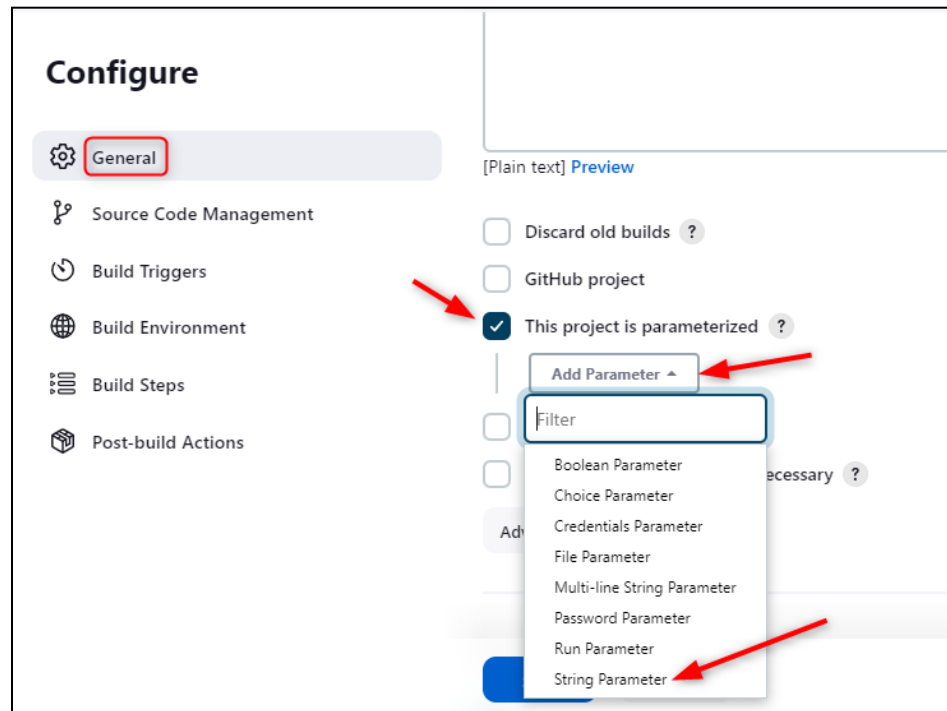 Configure
General
Source Code Management
Build Triggers
Build Environment
Build Steps
Post-build Actions
[Plain text] Preview
Discard old builds ?
GitHub project
This project is parameterized ?
Add Parameter
Filter
Boolean Parameter
Choice Parameter
Credentials Parameter
File Parameter
Multi-line String Parameter
Password Parameter
Run Parameter
String Parameter
ecessary ?